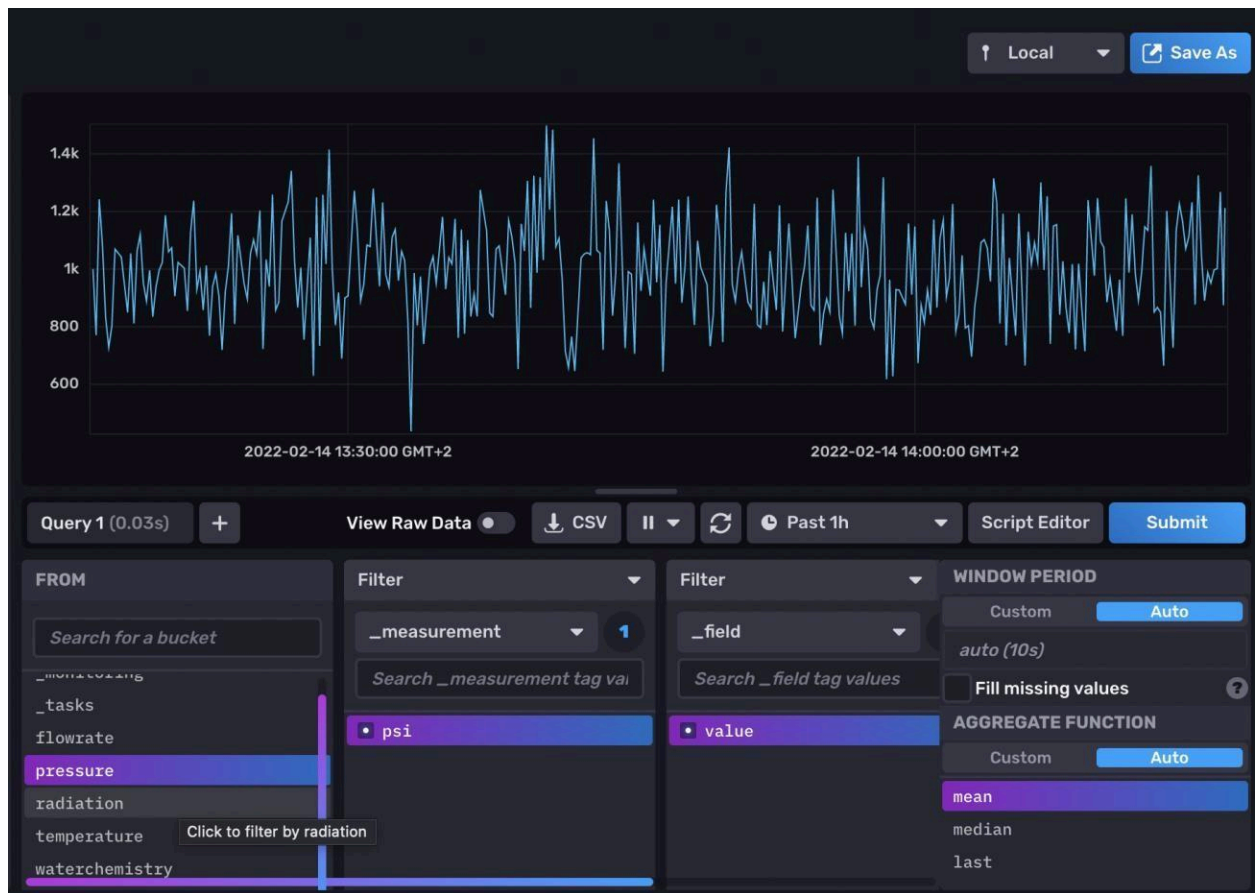 Local
Save As
1.4k
1.2k
1k
800
600
2022-02-14 13:30:00 GMT+2
2022-02-14 14:00:00 GMT+2
Query 1 (0.03s)
+
View Raw Data
CSV
Past 1h
Script Editor
Submit
FROM
Search for a bucket
_monitoring
_tasks
flowrate
pressure
radiation
Click to filter by radiation
temperature
waterchemistry
Filter
_measurement
1
Search _measurement tag val
psi
Filter
_field
Search _field tag values
value
WINDOW PERIOD
Custom
Auto
auto (10s)
Fill missing values
?
AGGREGATE FUNCTION
Custom
Auto
mean
median
last